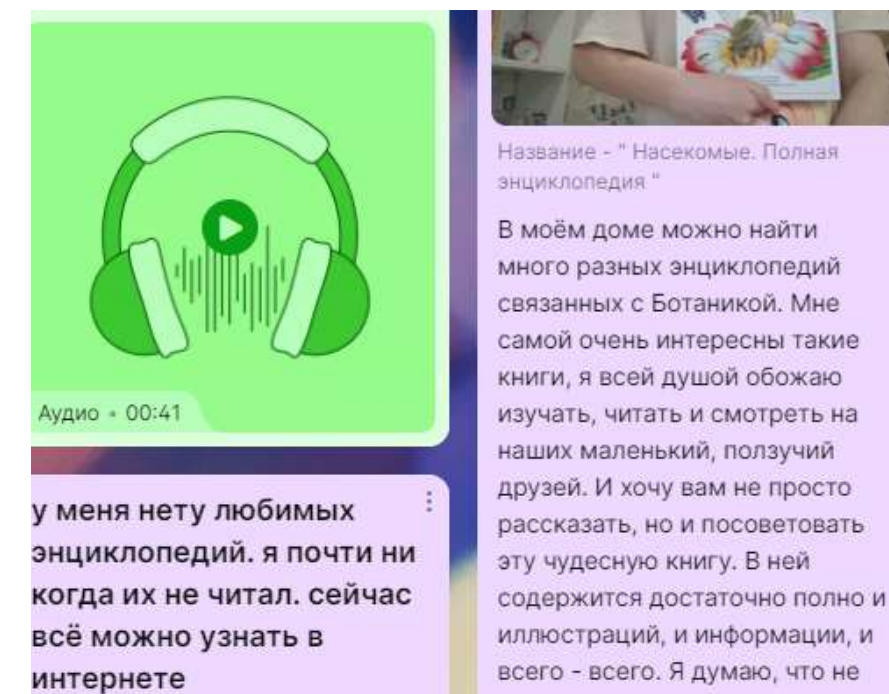 Аудио • 00:41
у меня нету любимых
энциклопедий. я почти ни
когда их не читал. сейчас
всё можно узнать в
интернете
Название - " Насекомые. Полная
энциклопедия "
В моём доме можно найти
много разных энциклопедий
связанных с Ботаникой. Мне
самой очень интересны такие
книги, я всей душой обожаю
изучать, читать и смотреть на
наших маленький, ползучий
друзей. И хочу вам не просто
рассказать, но и посоветовать
эту чудесную книгу. В ней
содержится достаточно полно и
иллюстраций, и информации, и
всего - всего. Я думаю, что не